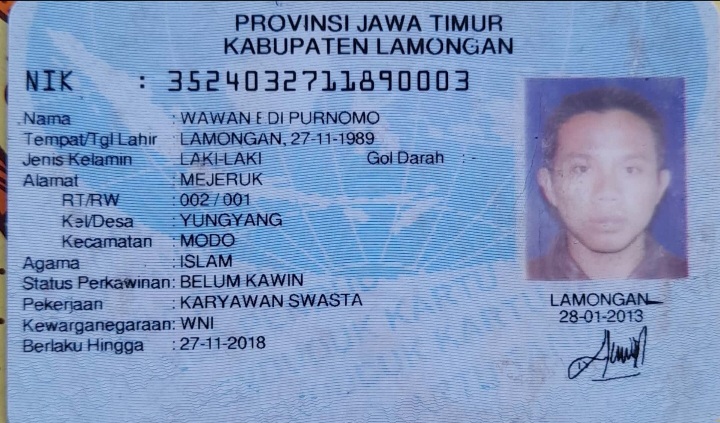 PROVINSI JAWA TIMUR
KABUPATEN LAMONGAN
NIK : 3524032711890003
Nama : WAWAN EDI PURNOMO
Tempat/Tgl Lahir : LAMONGAN, 27-11-1989
Jenis Kelamin : LAKI-LAKI Gol Darah : -
Alamat : MEJERUK
RT/RW : 002 / 001
Kel/Desa : YUNGYANG
Kecamatan : MODO
Agama : ISLAM
Status Perkawinan: BELUM KAWIN
Pekerjaan : KARYAWAN SWASTA
Kewarganegaraan: WNI
Berlaku Hingga : 27-11-2018
LAMONGAN
28-01-2013